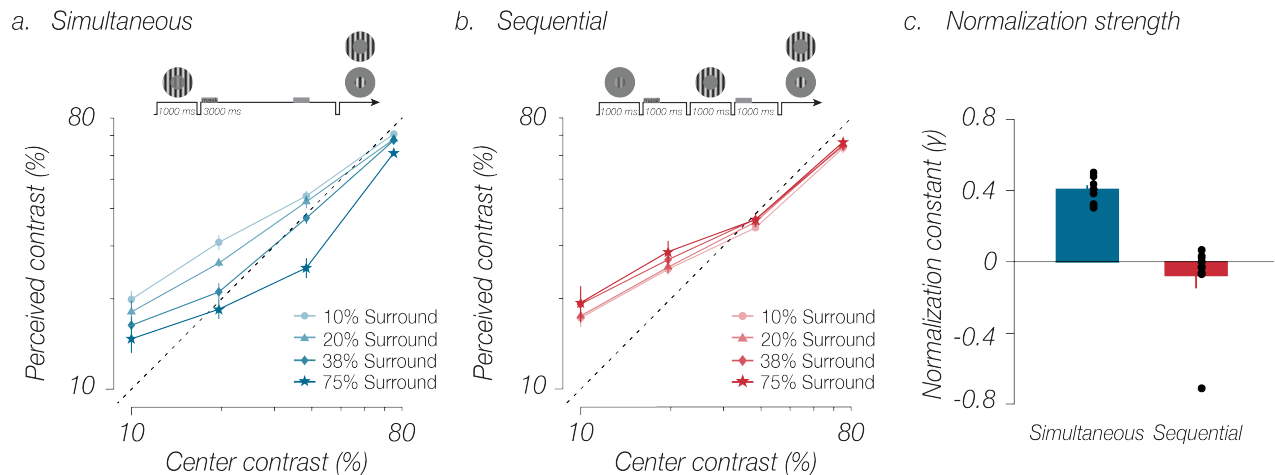 a. Simultaneous
1000 ms
mask
3000 ms
80
10
Perceived contrast (%)
10% Surround
20% Surround
38% Surround
75% Surround
10
80
Center contrast (%)
b. Sequential
1000 ms
mask
1000 ms
1000 ms
1000 ms
80
10
Perceived contrast (%)
10% Surround
20% Surround
38% Surround
75% Surround
10
80
Center contrast (%)
c. Normalization strength
0.8
0.4
0
-0.4
-0.8
Normalization constant (γ)
Simultaneous
Sequential